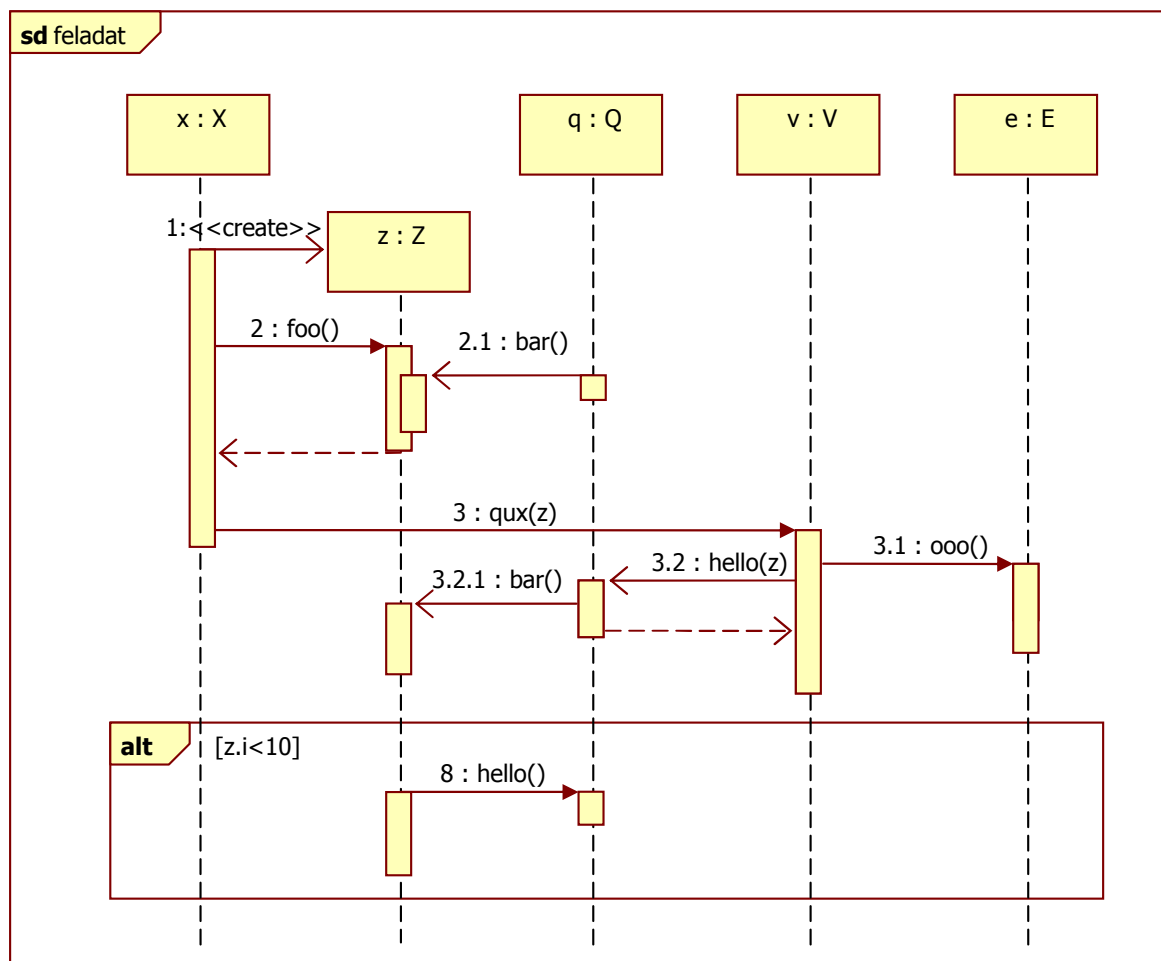 sd feladat
x : X
q : Q
v : V
e : E
1:<<create>>
z : Z
2 : foo()
2.1 : bar()
3 : qux(z)
3.1 : ooo()
3.2 : hello(z)
3.2.1 : bar()
alt [z.i<10]
8 : hello()